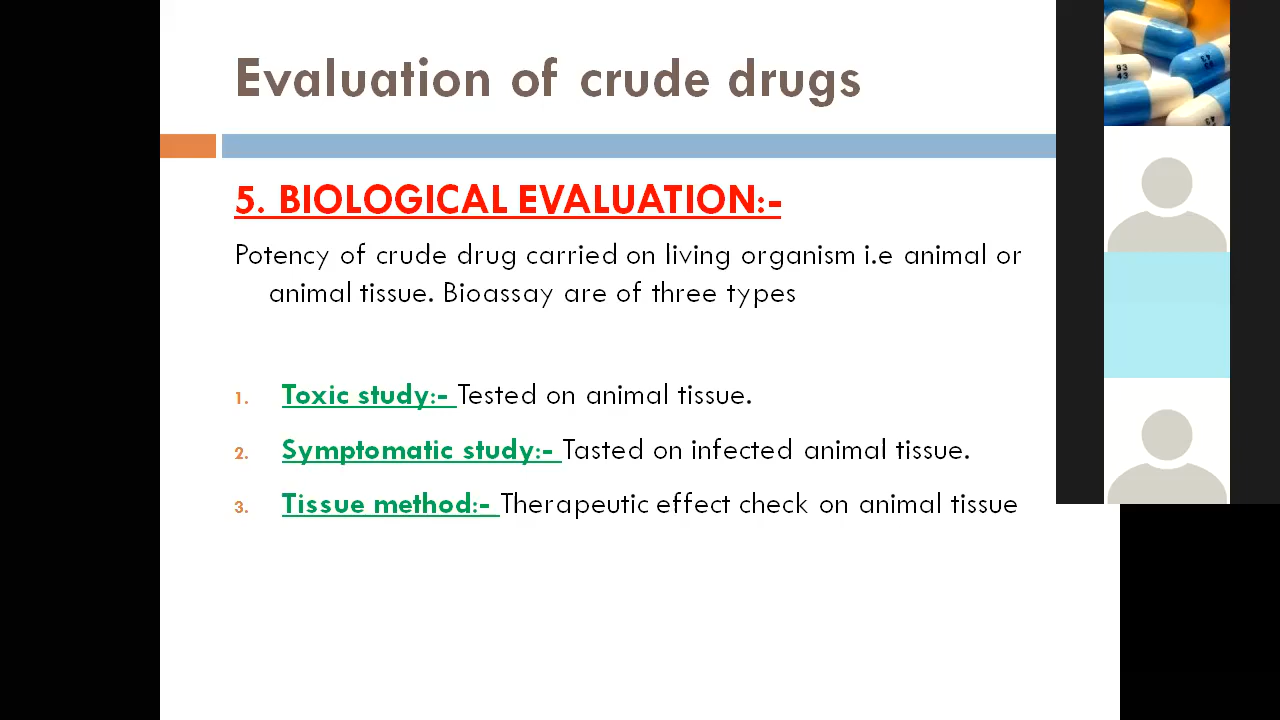 Evaluation of crude drugs
5. BIOLOGICAL EVALUATION:-
Potency of crude drug carried on living organism i.e animal or
animal tissue. Bioassay are of three types
1. Toxic study:- Tested on animal tissue.
2. Symptomatic study:- Tasted on infected animal tissue.
3. Tissue method:- Therapeutic effect check on animal tissue
93
43